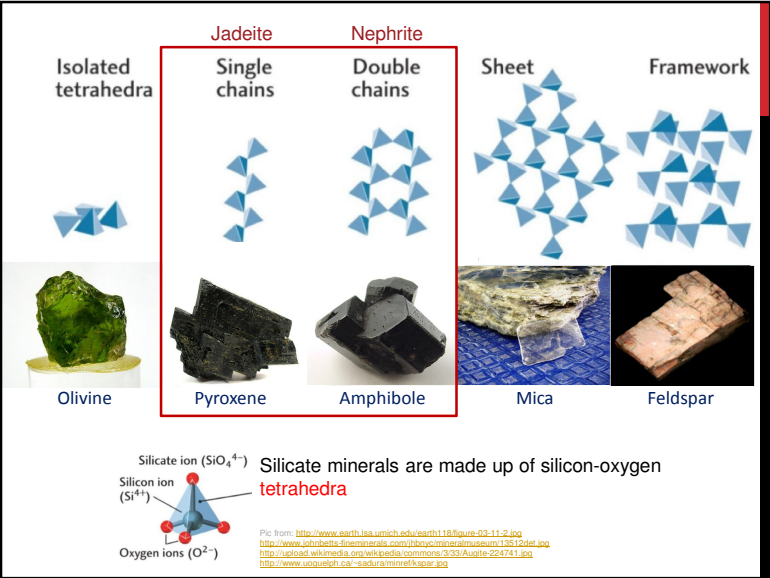 Jadeite
Nephrite
Isolated
tetrahedra
Single
chains
Double
chains
Sheet
Framework
Olivine
Pyroxene
Amphibole
Mica
Feldspar
Silicate ion (SiO₄⁴⁻)
Silicon ion
(Si⁴⁺)
Oxygen ions (O²⁻)
Silicate minerals are made up of silicon-oxygen
tetrahedra
Pic from: http://www.earth.lsa.umich.edu/earth118/figure-03-11-2.jpg
http://www.johnbetts-fineminerals.com/jhbnyc/mineralmuseum/13512det.jpg
http://upload.wikimedia.org/wikipedia/commons/3/33/Augite-224741.jpg
http://www.uoguelph.ca/~sadura/minref/kspar.jpg